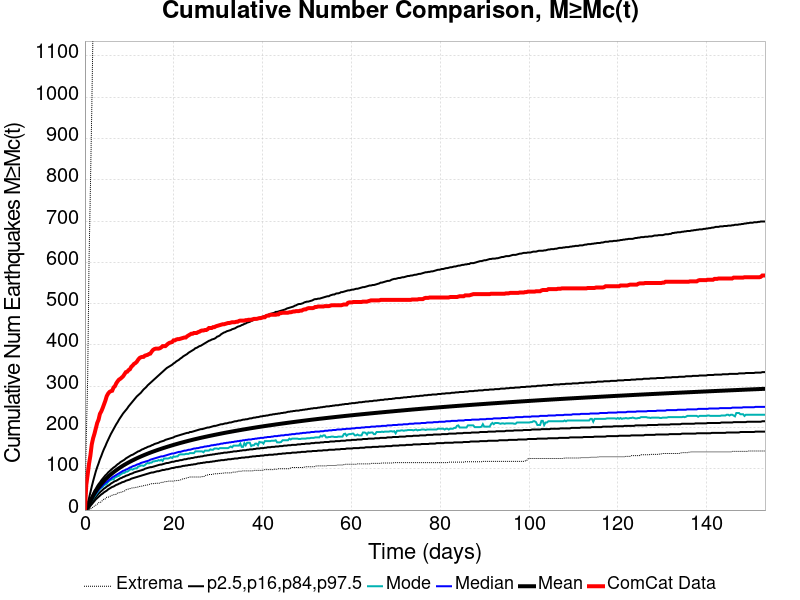 Cumulative Number Comparison, M≥Mc(t)
Cumulative Num Earthquakes M≥Mc(t)
1100
1000
900
800
700
600
500
400
300
200
100
0
0 20 40 60 80 100 120 140
Time (days)
Extrema p2.5,p16,p84,p97.5 Mode Median Mean ComCat Data